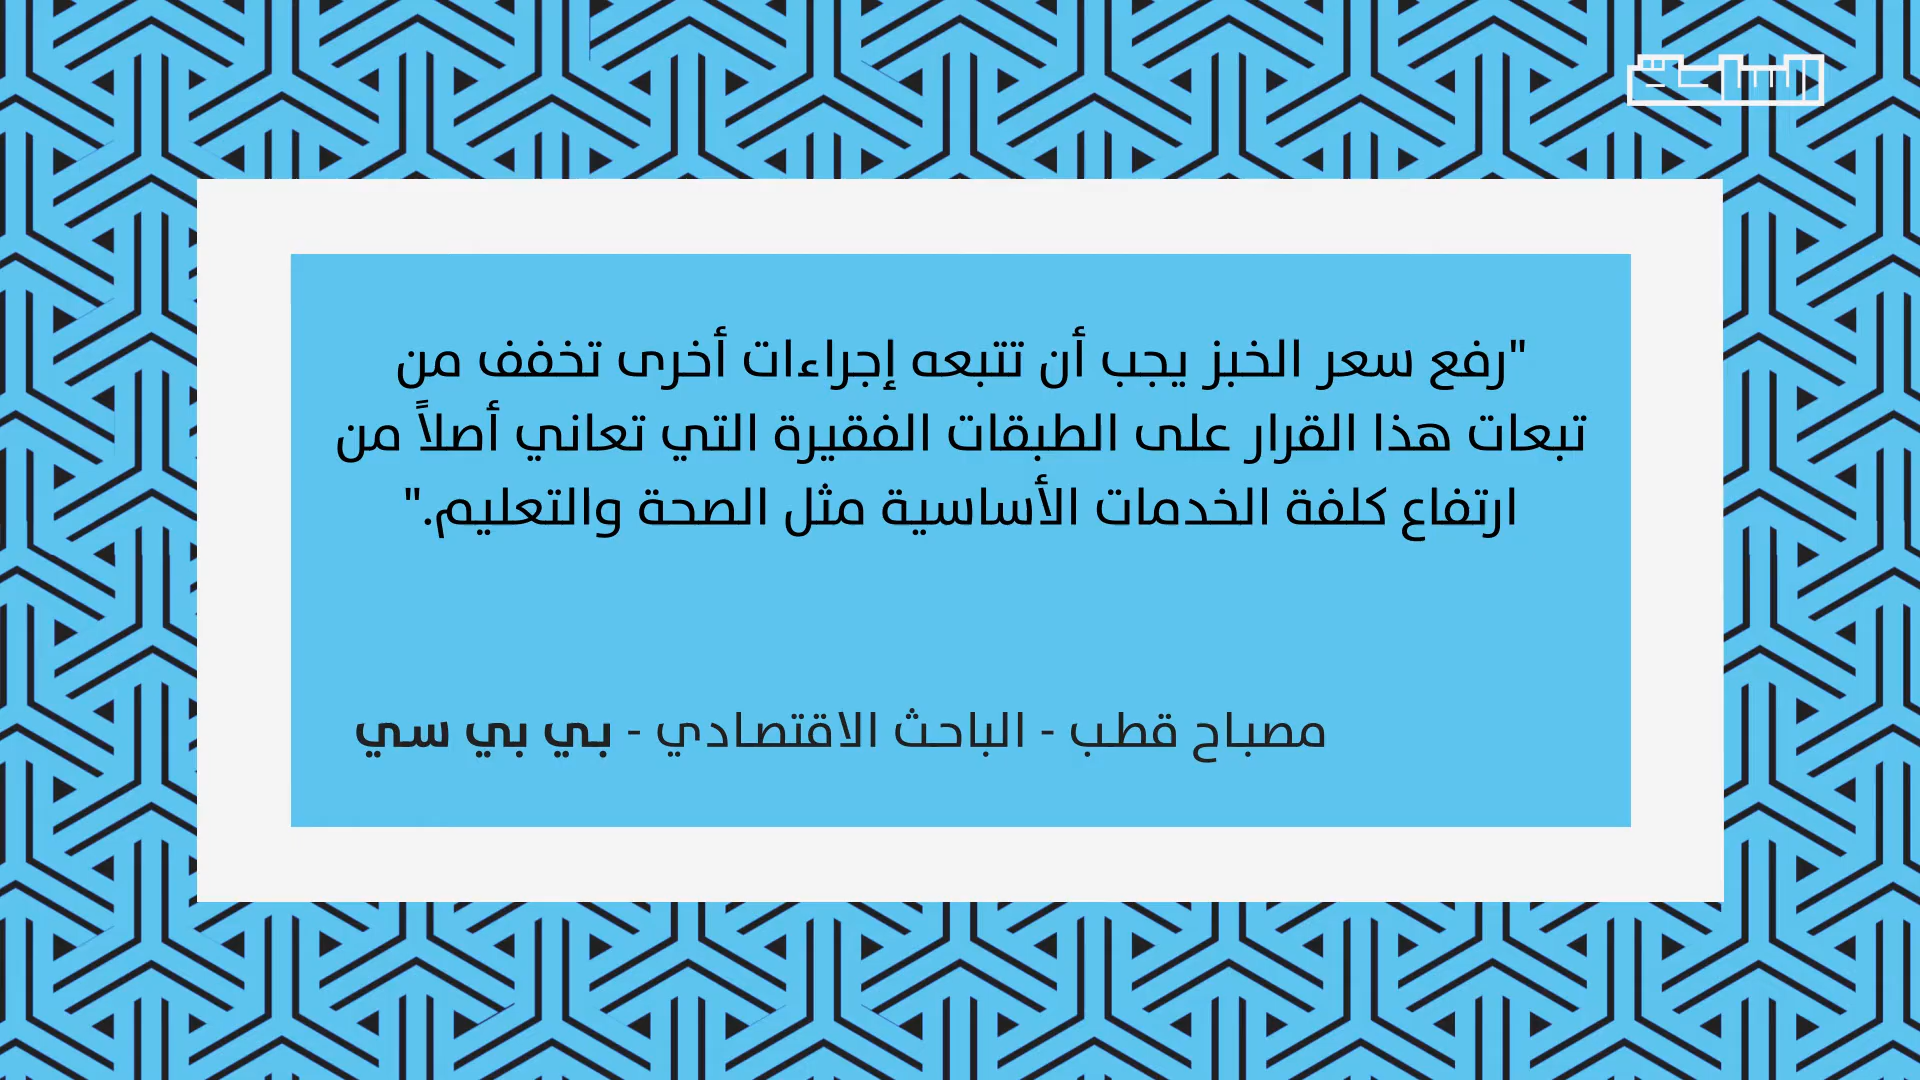 "رفع سعر الخبز يجب أن تتبعه إجراءات أخرى تخفف من
تبعات هذا القرار على الطبقات الفقيرة التي تعاني أصلاً من
ارتفاع كلفة الخدمات الأساسية مثل الصحة والتعليم."
مصباح قطب - الباحث الاقتصادي - بي بي سي